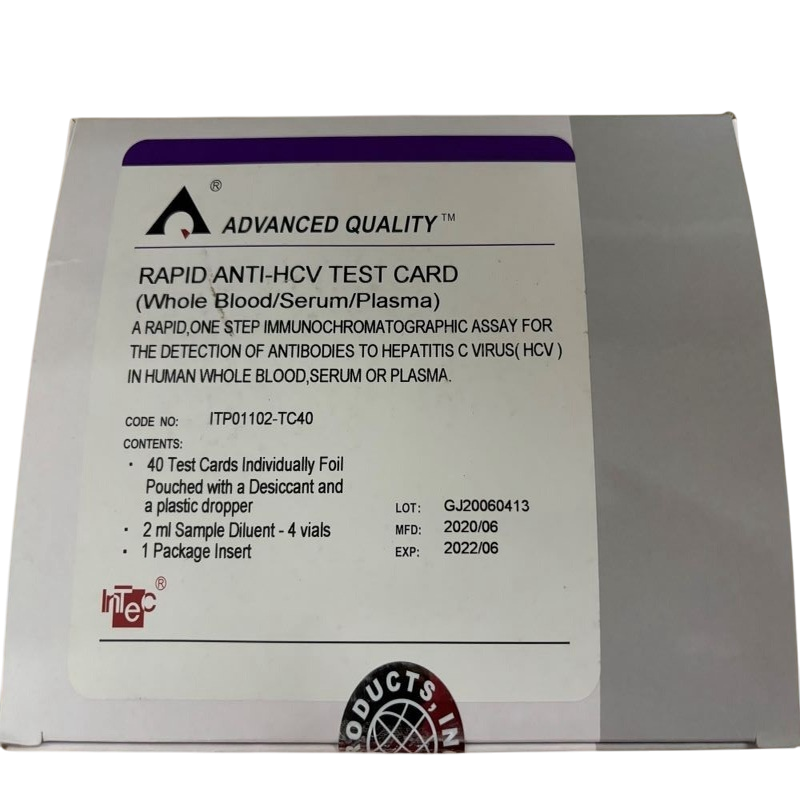 ®
ADVANCED QUALITY™
RAPID ANTI-HCV TEST CARD
(Whole Blood/Serum/Plasma)
A RAPID,ONE STEP IMMUNOCHROMATOGRAPHIC ASSAY FOR
THE DETECTION OF ANTIBODIES TO HEPATITIS C VIRUS( HCV )
IN HUMAN WHOLE BLOOD,SERUM OR PLASMA.
CODE NO: ITP01102-TC40
CONTENTS:
· 40 Test Cards Individually Foil
Pouched with a Desiccant and
a plastic dropper
· 2 ml Sample Diluent - 4 vials
· 1 Package Insert
LOT: GJ20060413
MFD: 2020/06
EXP: 2022/06
InTec®
PRODUCTS, IN